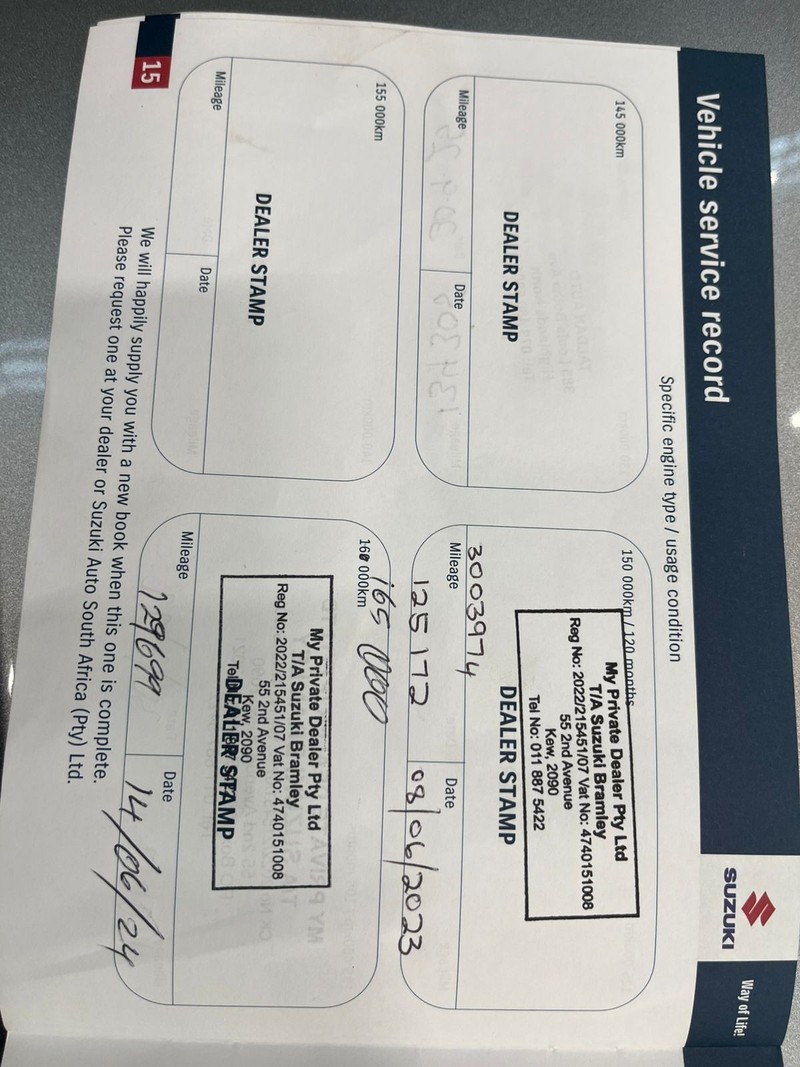 Vehicle service record
SUZUKI
Way of Life!
Specific engine type / usage condition
145 000km
DEALER STAMP
Mileage
Date
150 000km / 120 months
My Private Dealer Pty Ltd
T/A Suzuki Bramley
Reg No: 2022/215451/07 Vat No: 4740151008
55 2nd Avenue
Kew, 2090
Tel No: 011 887 5422
DEALER STAMP
3003974
Mileage
125172
Date
08/06/2023
155 000km
DEALER STAMP
Mileage
Date
160 000km
165 000
My Private Dealer Pty Ltd
T/A Suzuki Bramley
Reg No: 2022/215451/07 Vat No: 4740151008
55 2nd Avenue
Kew, 2090
Tel
DEALER STAMP
Mileage
129699
Date
14/06/24
We will happily supply you with a new book when this one is complete.
Please request one at your dealer or Suzuki Auto South Africa (Pty) Ltd.
15